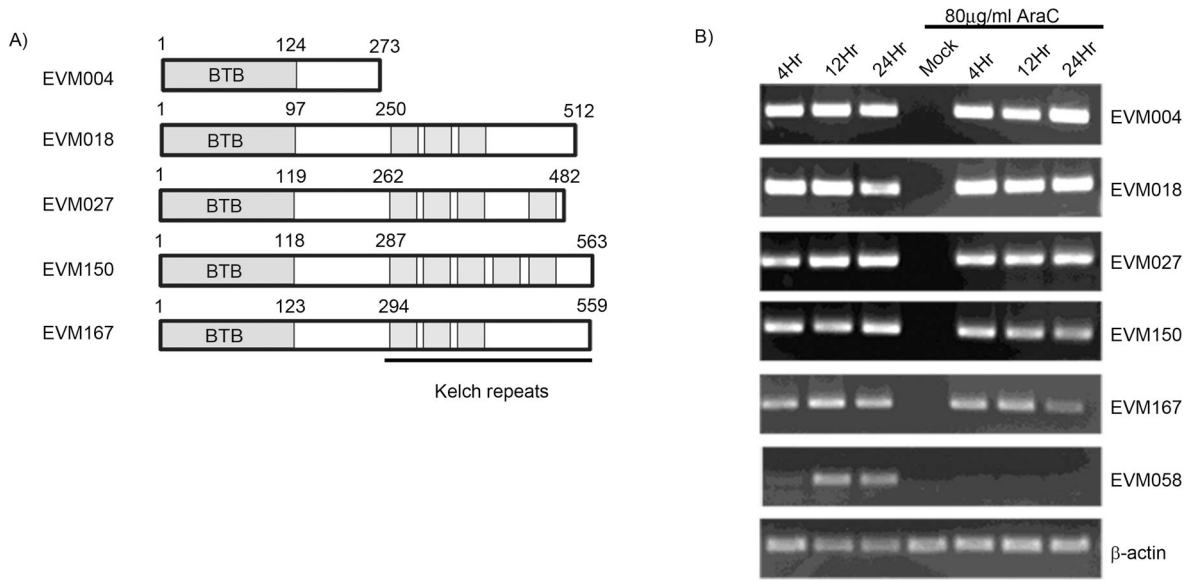 A)
1 124 273
EVM004 BTB
1 97 250 512
EVM018 BTB
1 119 262 482
EVM027 BTB
1 118 287 563
EVM150 BTB
1 123 294 559
EVM167 BTB
Kelch repeats
B)
80μg/ml AraC
4Hr 12Hr 24Hr Mock 4Hr 12Hr 24Hr
EVM004
EVM018
EVM027
EVM150
EVM167
EVM058
β-actin